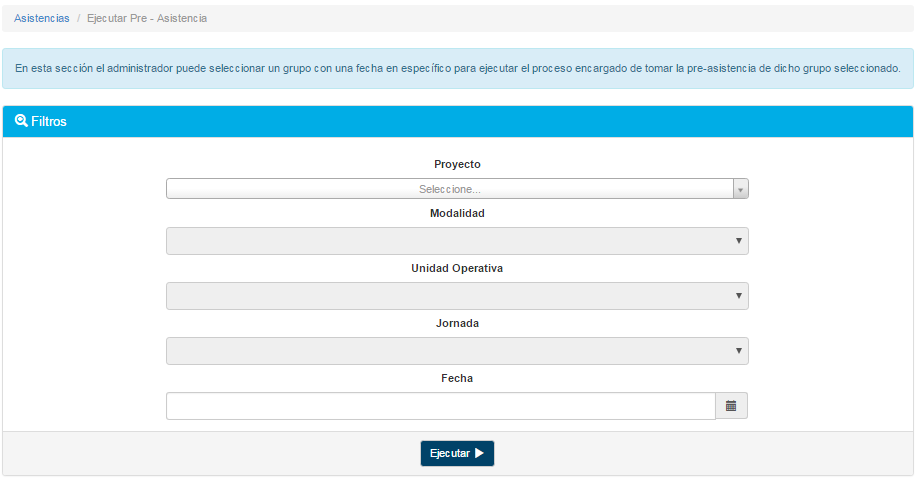 Asistencias / Ejecutar Pre - Asistencia
En esta sección el administrador puede seleccionar un grupo con una fecha en específico para ejecutar el proceso encargado de tomar la pre-asistencia de dicho grupo seleccionado.
Filtros
Proyecto
Seleccione...
Modalidad
Unidad Operativa
Jornada
Fecha
Ejecutar